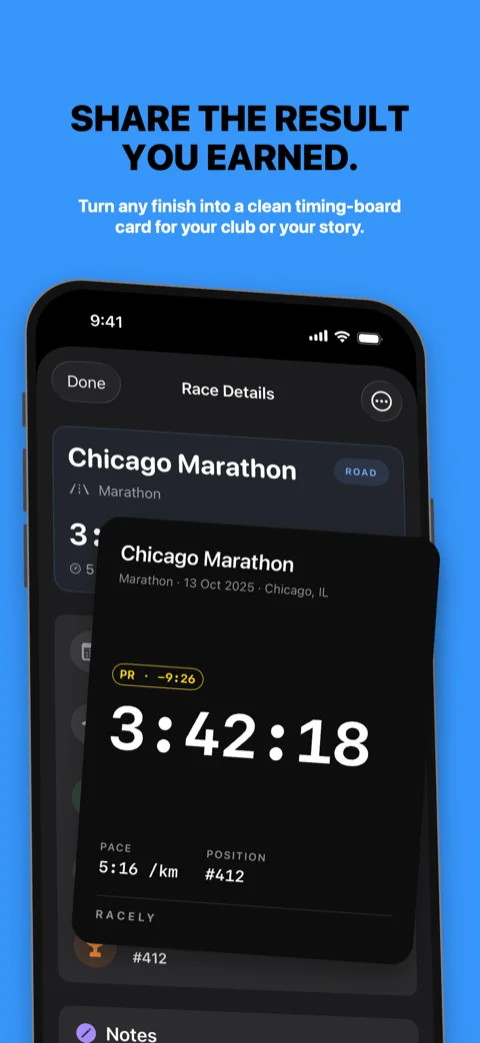 SHARE THE RESULT
YOU EARNED.
Turn any finish into a clean timing-board
card for your club or your story.
9:41
Done
Race Details
Chicago Marathon
ROAD
Marathon
3:
5
Chicago Marathon
Marathon · 13 Oct 2025 · Chicago, IL
PR · −9:26
3:42:18
PACE
POSITION
5:16 /km
#412
RACELY
#412
Notes